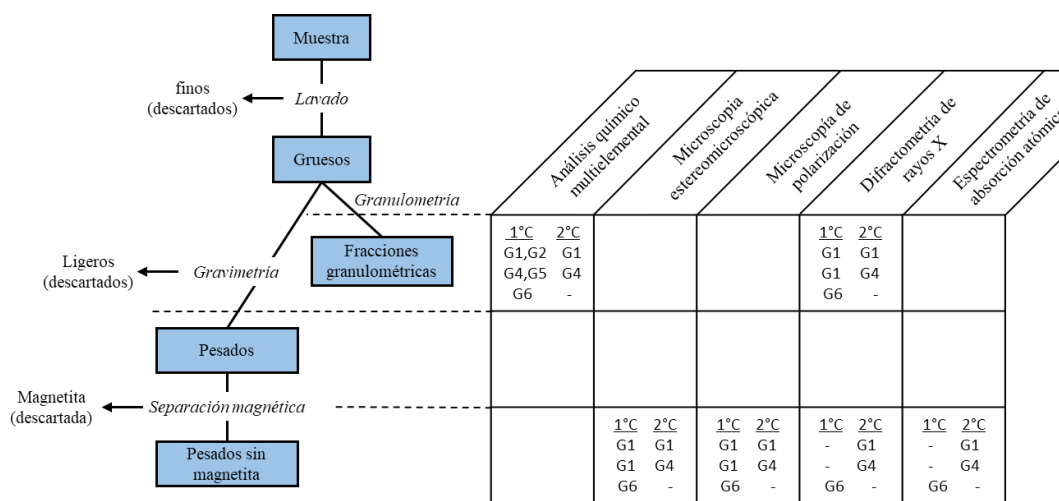 Muestra
finos
(descartados)
Lavado
Gruesos
Granulometría
Fracciones
granulométricas
Ligeros
(descartados)
Gravimetría
Pesados
Magnetita
(descartada)
Separación magnética
Pesados sin
magnetita
Análisis químico
multielemental
Microscopia
estereomicroscópica
Microscopía de
polarización
Difractometría de
rayos X
Espectrometría de
absorción atómica
1°C 2°C
G1,G2 G1
G4,G5 G4
G6 -
1°C 2°C
G1 G1
G1 G4
G6 -
1°C 2°C
G1 G1
G1 G4
G6 -
1°C 2°C
G1 G1
G1 G4
G6 -
1°C 2°C
- G1
- G4
G6 -
1°C 2°C
- G1
- G4
G6 -